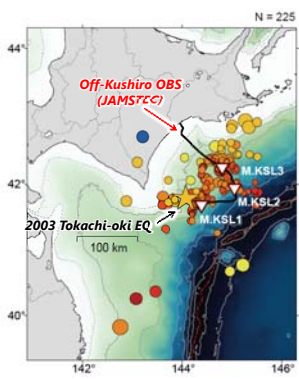 N = 225
44°
Off-Kushiro OBS
(JAMSTEC)
M.KSL3
42°
M.KSL2
M.KSL1
2003 Tokachi-oki EQ
100 km
40°
142°
144°
146°